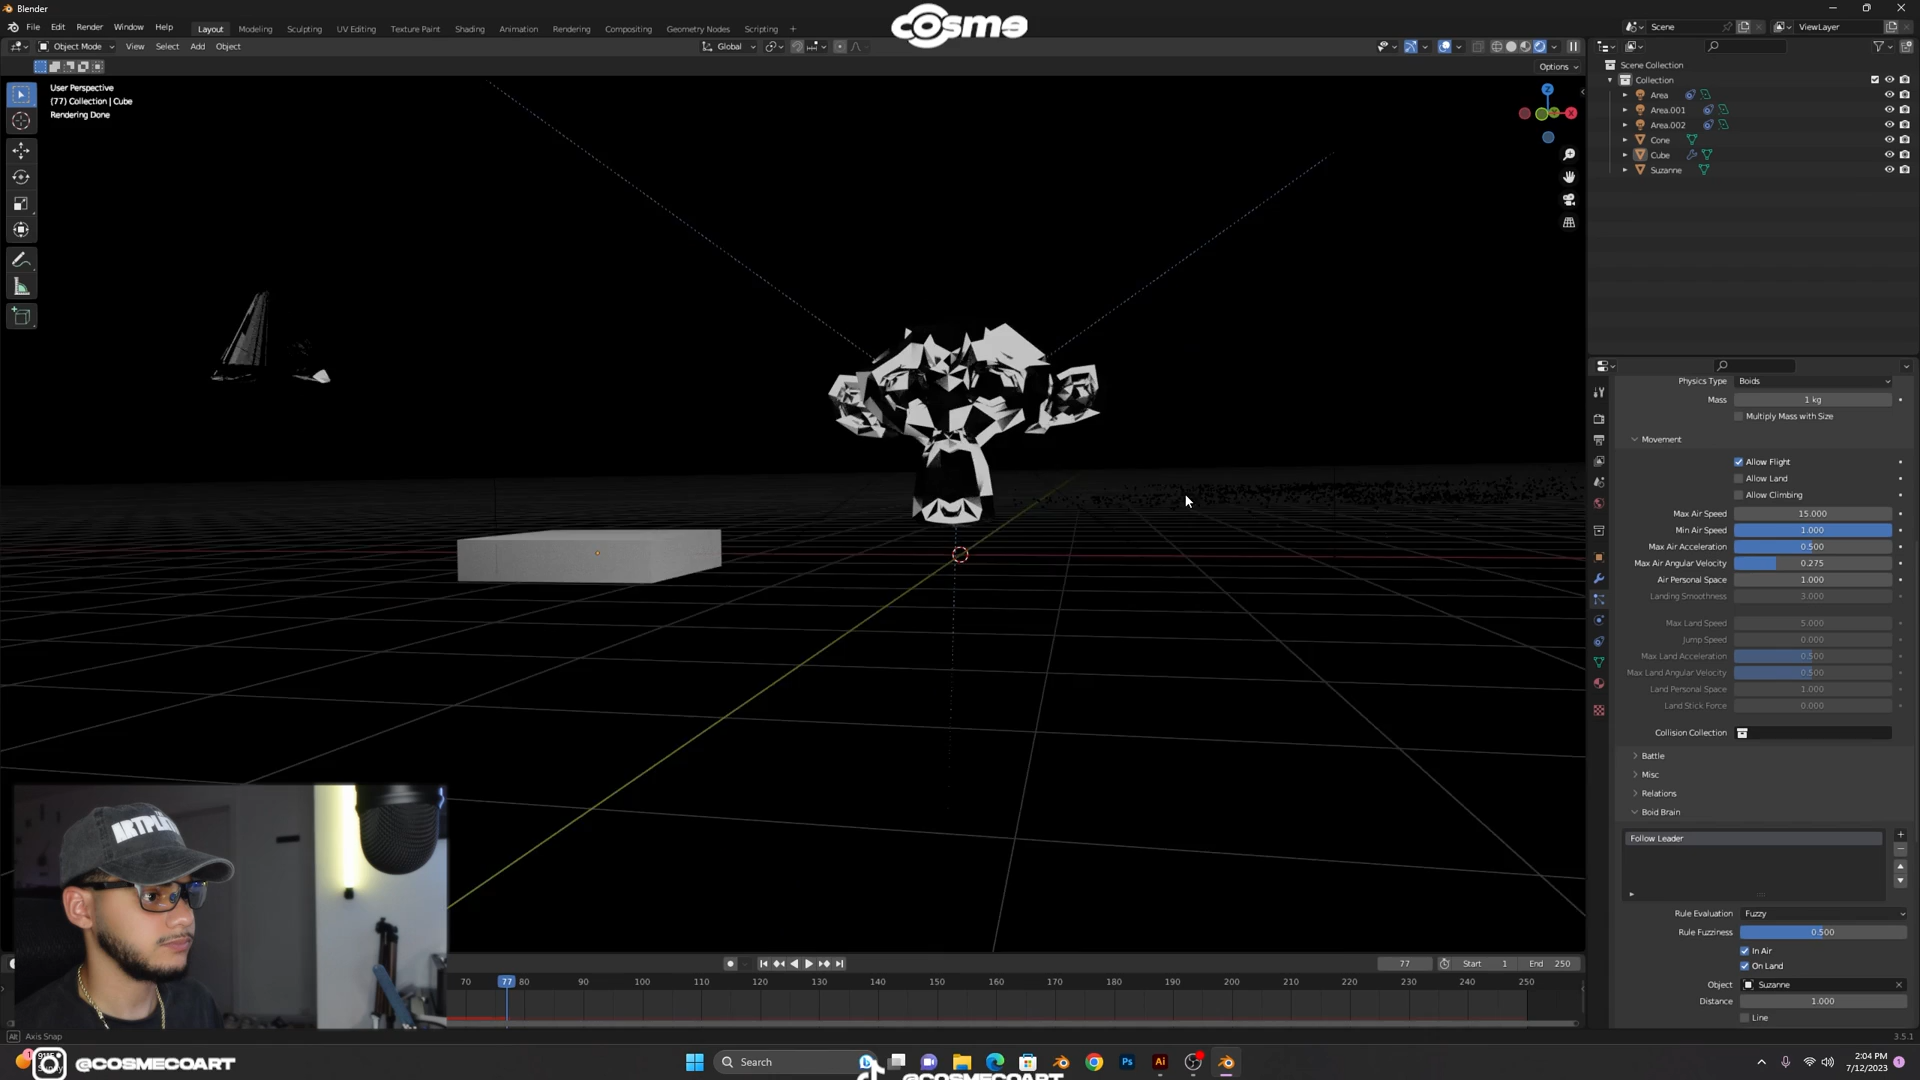 Blender
File Edit Render Window Help Layout Modeling Sculpting UV Editing Texture Paint Shading Animation Rendering Compositing Geometry Nodes Scripting +
cosme
Scene ViewLayer
Object Mode View Select Add Object Global
Options
User Perspective
(77) Collection | Cube
Rendering Done
Z
X
Scene Collection
Collection
Area
Area.001
Area.002
Cone
Cube
Suzanne
Physics Type Boids
Mass 1 kg
Multiply Mass with Size
Movement
Allow Flight
Allow Land
Allow Climbing
Max Air Speed 15.000
Min Air Speed 1.000
Max Air Acceleration 0.500
Max Air Angular Velocity 0.275
Air Personal Space 1.000
Landing Smoothness 3.000
Max Land Speed 5.000
Jump Speed 0.000
Max Land Acceleration 0.500
Max Land Angular Velocity 0.500
Land Personal Space 1.000
Land Stick Force 0.000
Collision Collection
Battle
Misc
Relations
Boid Brain
Follow Leader
Rule Evaluation Fuzzy
Rule Fuzziness 0.500
In Air
On Land
Object Suzanne
Distance 1.000
Line
77 Start 1 End 250
70 77 80 90 100 110 120 130 140 150 160 170 180 190 200 210 220 230 240 250
Alt Axis Snap
3.5.1
@COSMECOART
Search
Ps
Ai
@COSMECOART
2:04 PM
7/12/2023
1